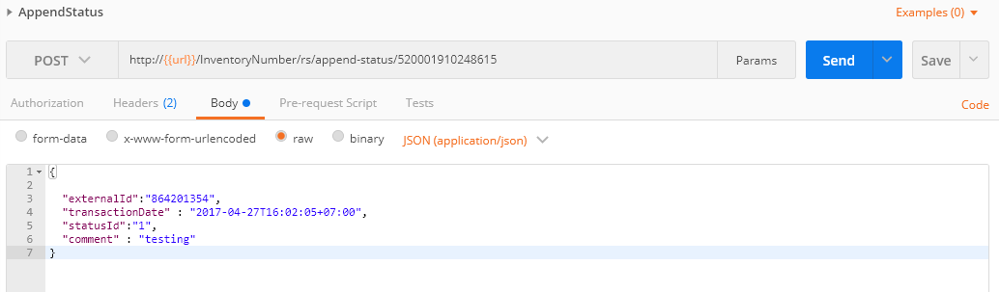 AppendStatus Examples (0)
POST http://{{url}}/InventoryNumber/rs/append-status/520001910248615 Params Send Save
Authorization Headers (2) Body Pre-request Script Tests Code
form-data x-www-form-urlencoded raw binary JSON (application/json)
1 {
2
3 "externalId":"864201354",
4 "transactionDate" : "2017-04-27T16:02:05+07:00",
5 "statusId":"1",
6 "comment" : "testing"
7 }